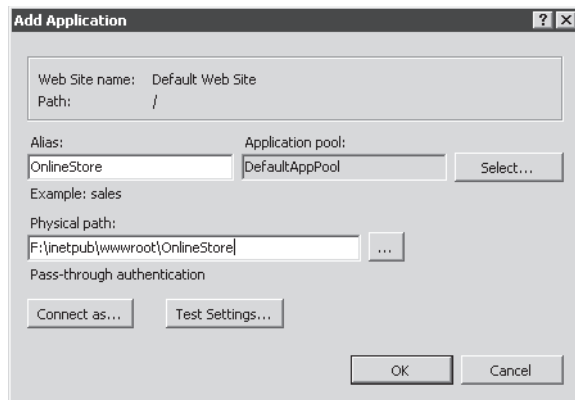 Add Application
Web Site name: Default Web Site
Path: /
Alias: Application pool:
OnlineStore DefaultAppPool Select...
Example: sales
Physical path:
F:\inetpub\wwwroot\OnlineStore ...
Pass-through authentication
Connect as... Test Settings...
OK Cancel